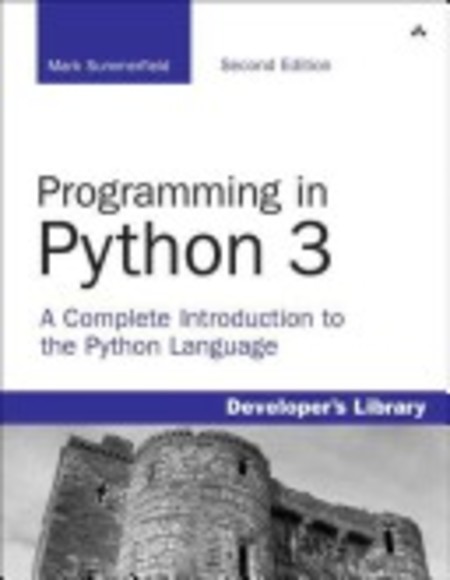 Mark Summerfield
Second Edition
Programming in
Python 3
A Complete Introduction to
the Python Language
Developer's Library